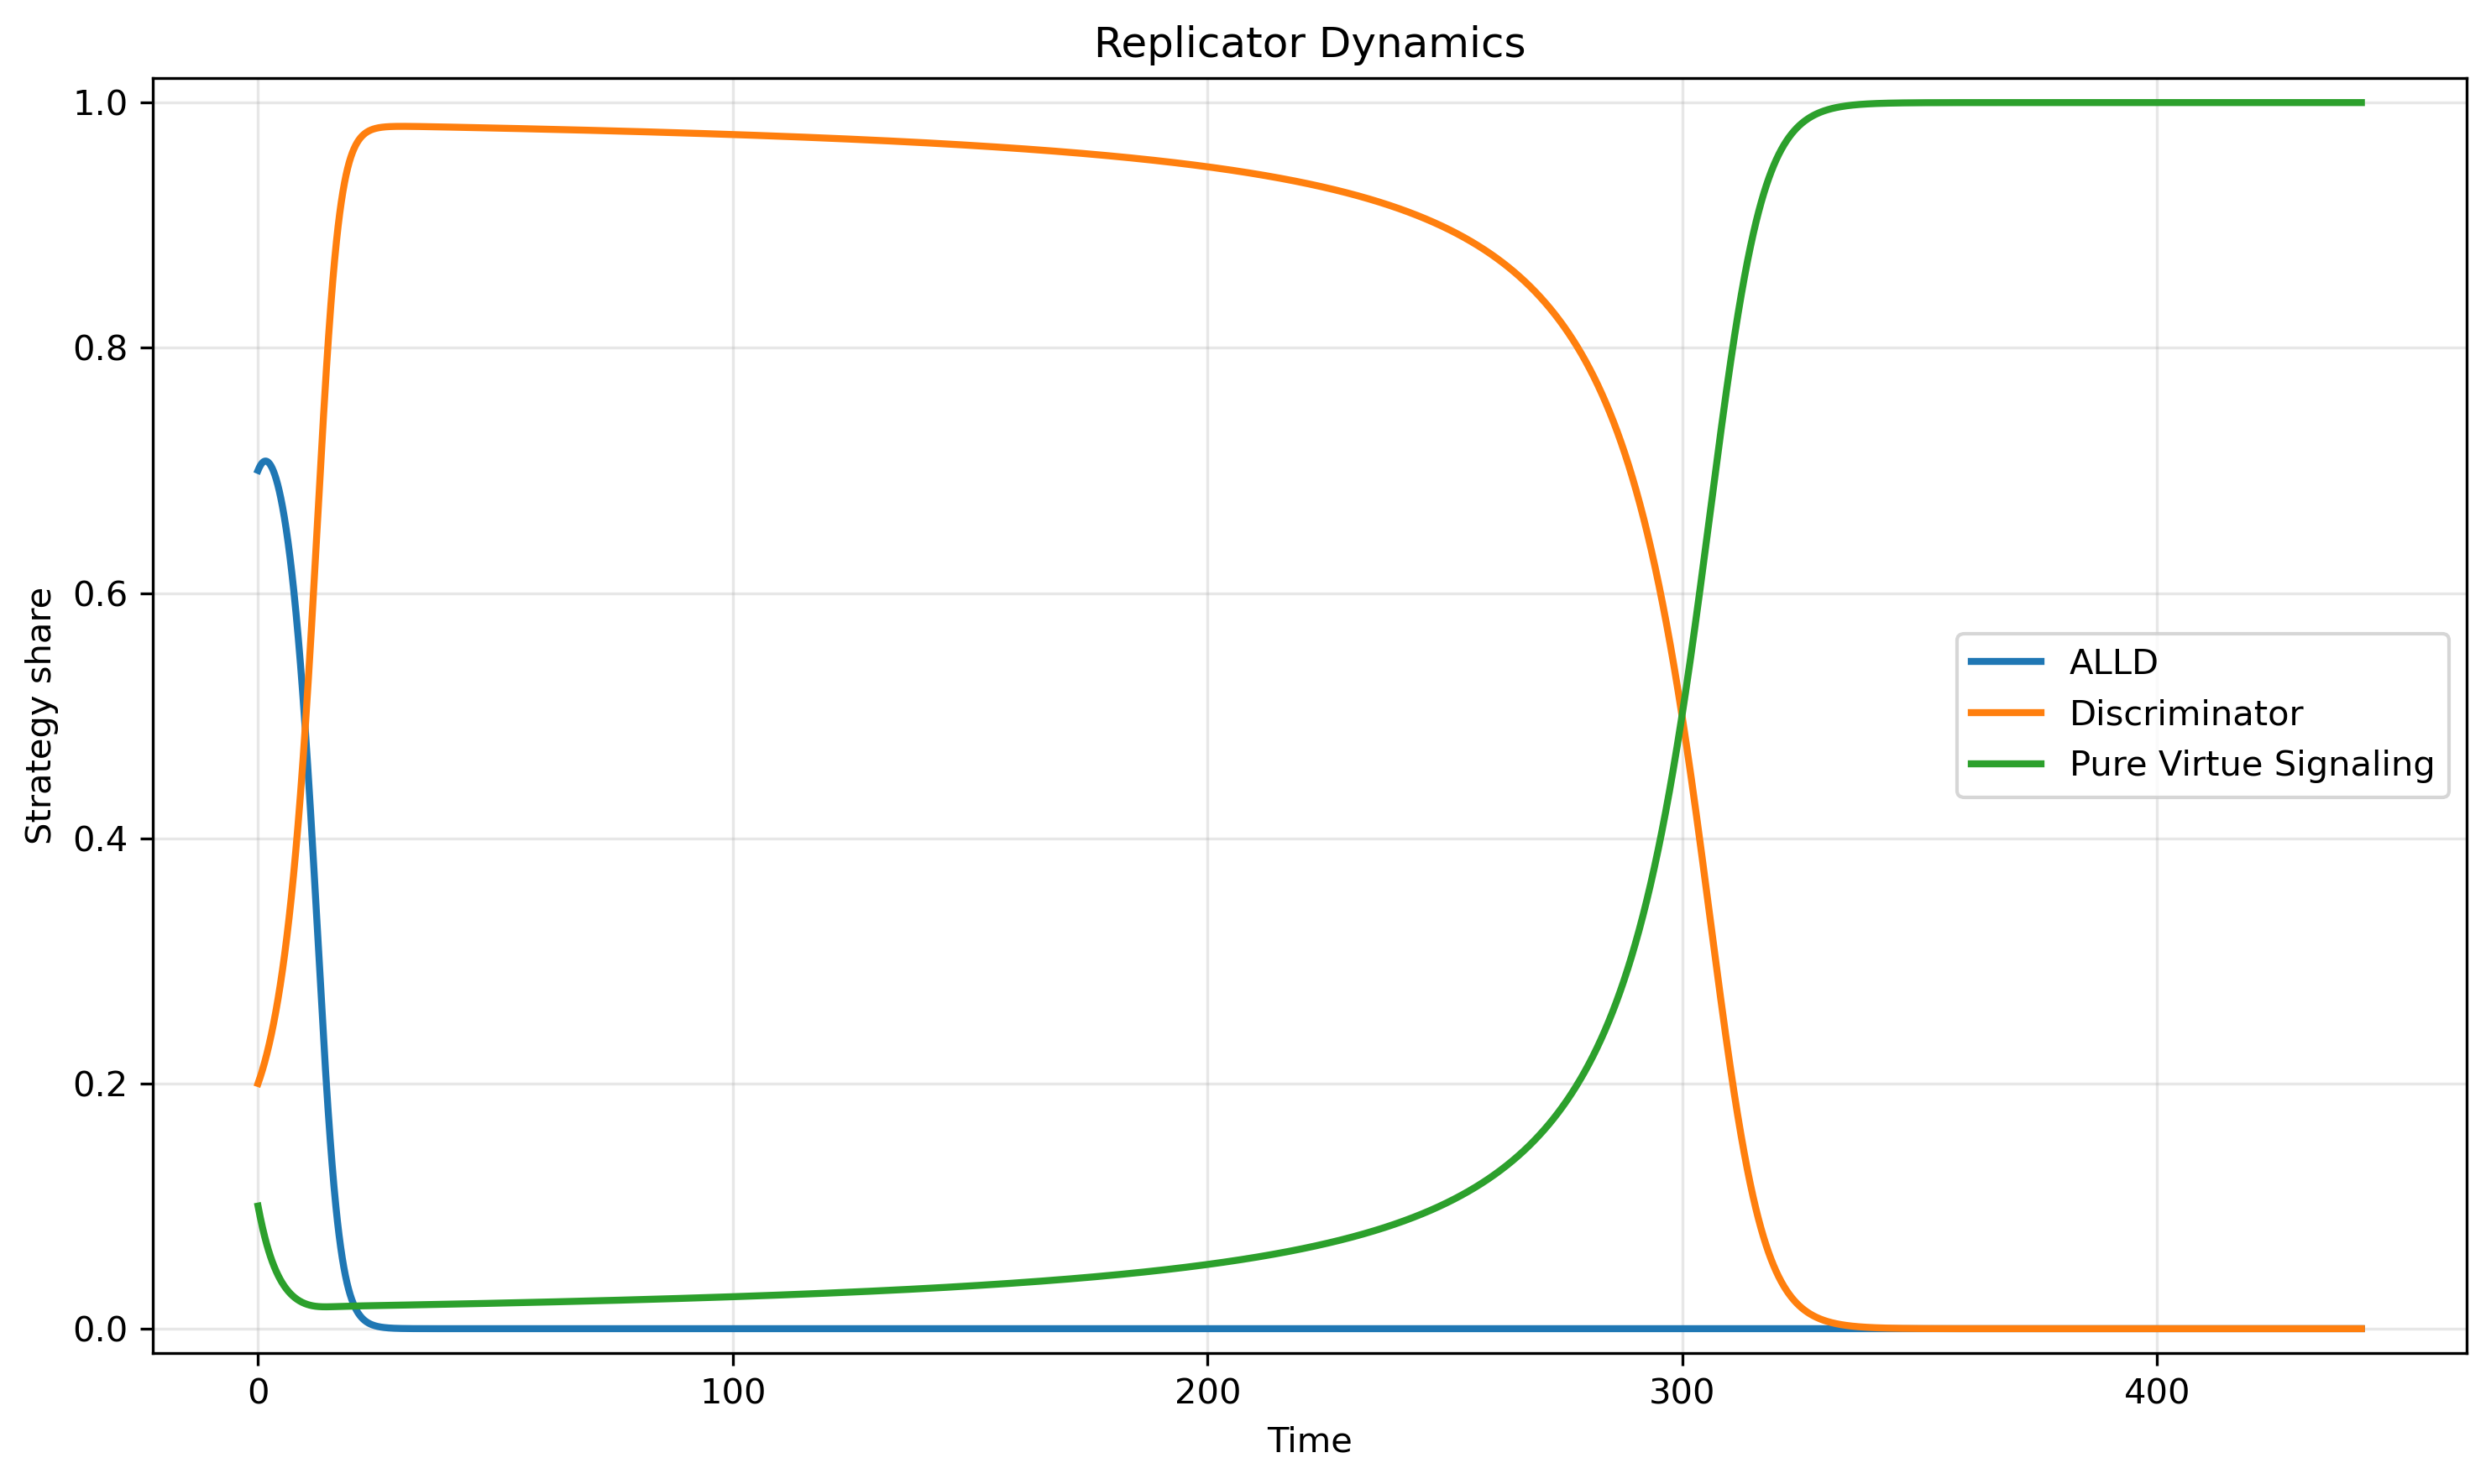 Replicator Dynamics
1.0
0.8
0.6
0.4
0.2
0.0
Strategy share
ALLD
Discriminator
Pure Virtue Signaling
0 100 200 300 400
Time